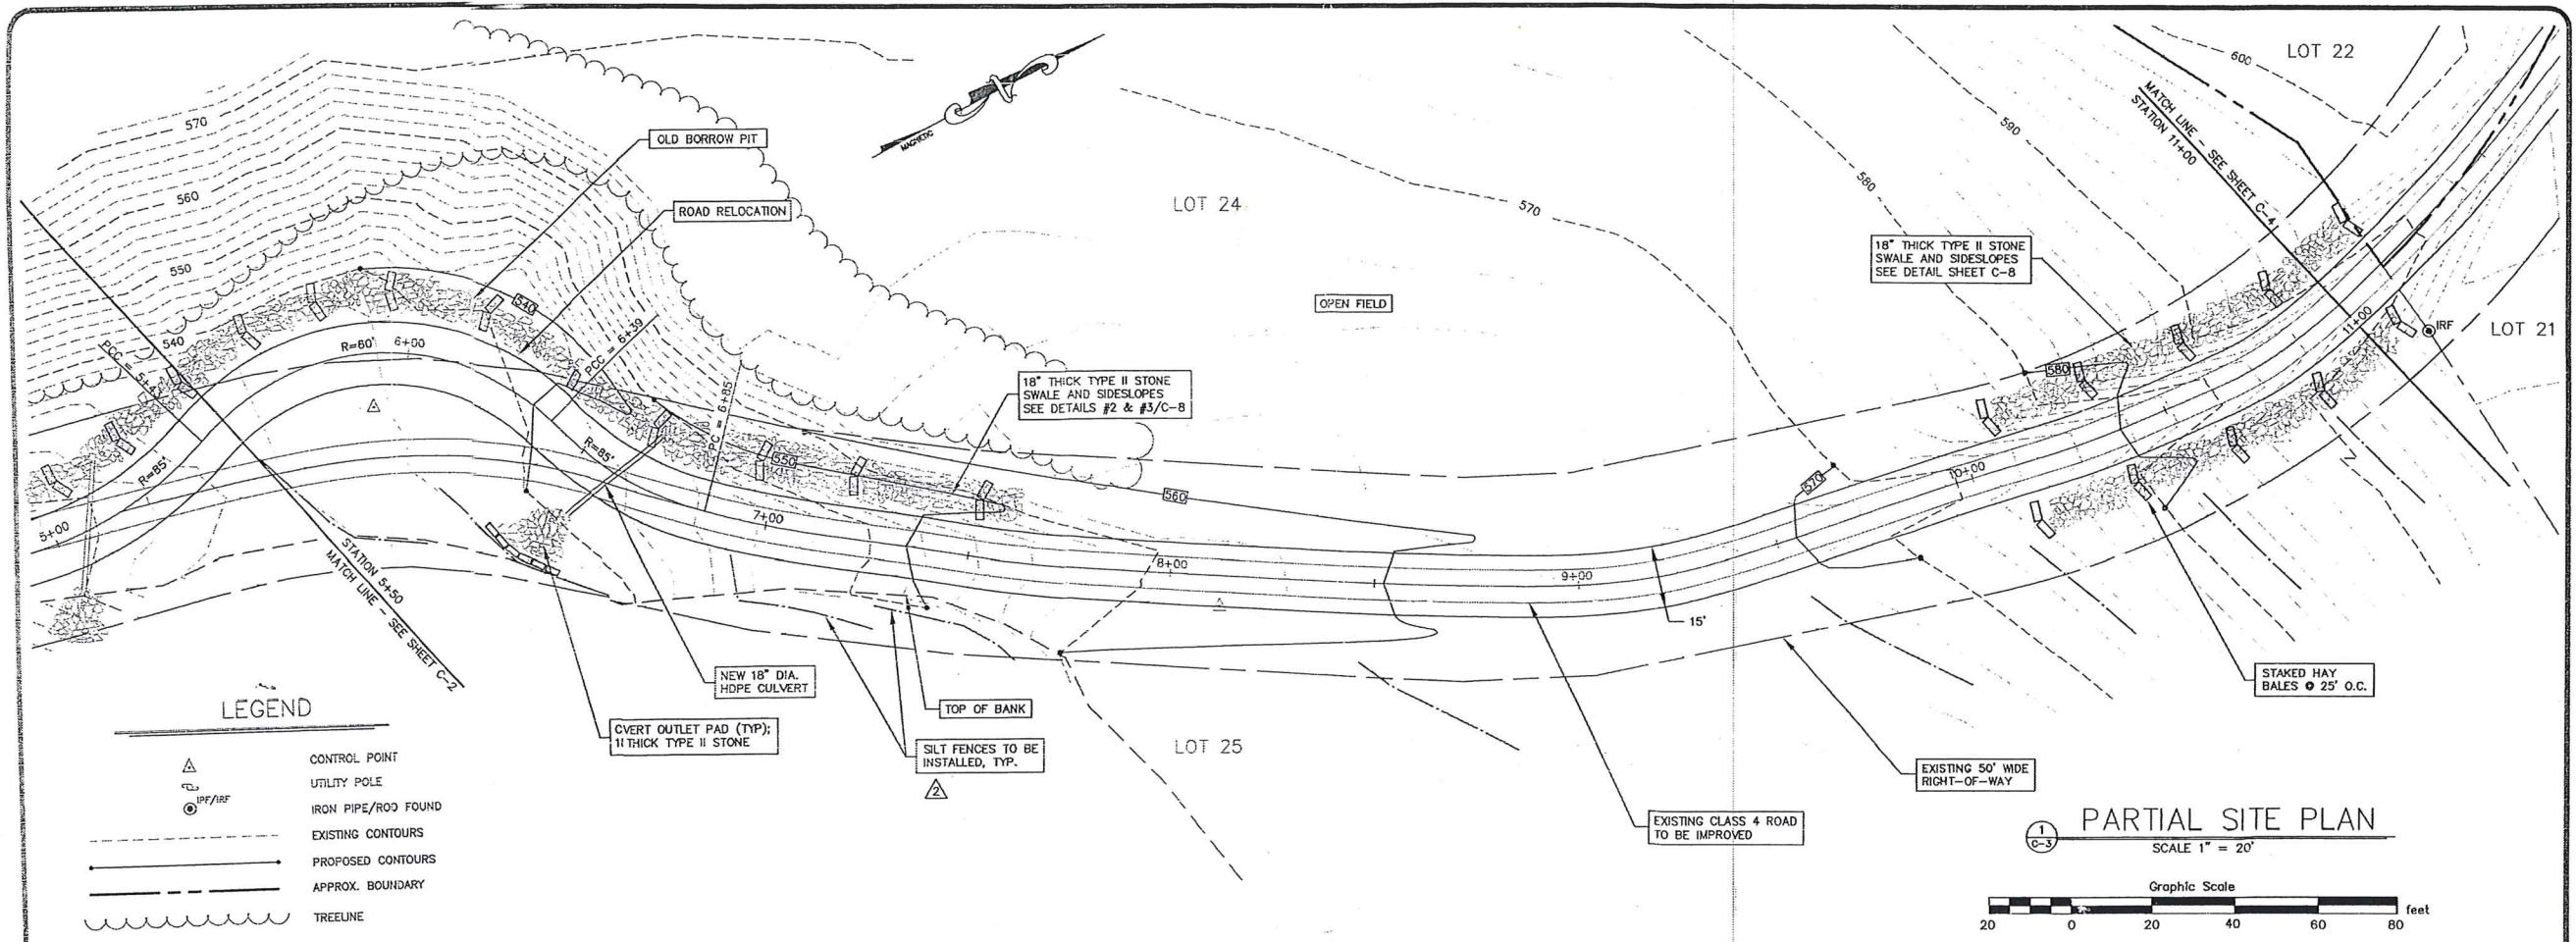 LOT 22
600
MATCH LINE - SEE SHEET C-4
STATION 11+00
590
580
570
570
560
550
540
OLD BORROW PIT
ROAD RELOCATION
MAGNETIC
LOT 24
570
OPEN FIELD
18" THICK TYPE II STONE
SWALE AND SIDESLOPES
SEE DETAIL SHEET C-8
11+00
IRF
LOT 21
540
R=60'
6+00
PCC = 6+39
PC = 6+85
PCC = 5+4
R=85'
R=85'
18" THICK TYPE II STONE
SWALE AND SIDESLOPES
SEE DETAILS #2 & #3/C-8
580
550
560
570
10+00
5+00
7+00
8+00
9+00
15'
STATION 5+50
MATCH LINE - SEE SHEET C-2
NEW 18" DIA.
HDPE CULVERT
TOP OF BANK
CVERT OUTLET PAD (TYP);
THICK TYPE II STONE
SILT FENCES TO BE
INSTALLED, TYP.
2
LOT 25
STAKED HAY
BALES @ 25' O.C.
EXISTING 50' WIDE
RIGHT-OF-WAY
EXISTING CLASS 4 ROAD
TO BE IMPROVED
LEGEND
CONTROL POINT
UTILITY POLE
IPF/IRF
IRON PIPE/ROD FOUND
EXISTING CONTOURS
PROPOSED CONTOURS
APPROX. BOUNDARY
TREELINE
1
C-3
PARTIAL SITE PLAN
SCALE 1" = 20'
Graphic Scale
20 0 20 40 60 80 feet